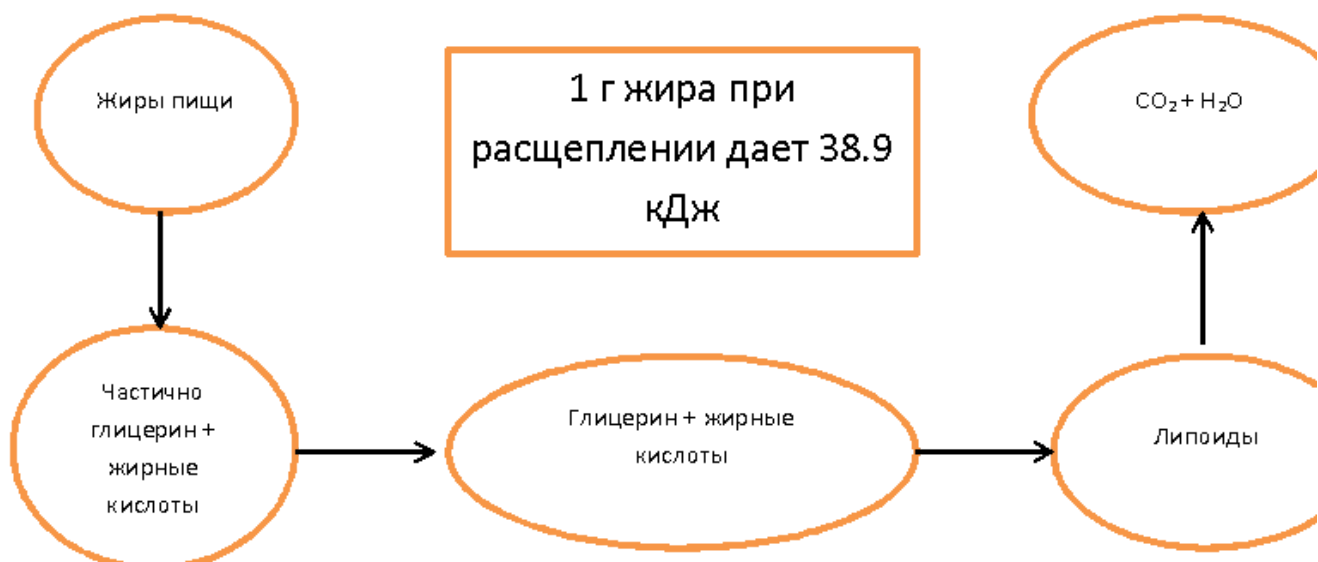 Жиры пищи
1 г жира при
расщеплении дает 38.9
кДж
CO₂ + H₂O
Частично
глицерин +
жирные
кислоты
Глицерин + жирные
кислоты
Липоиды